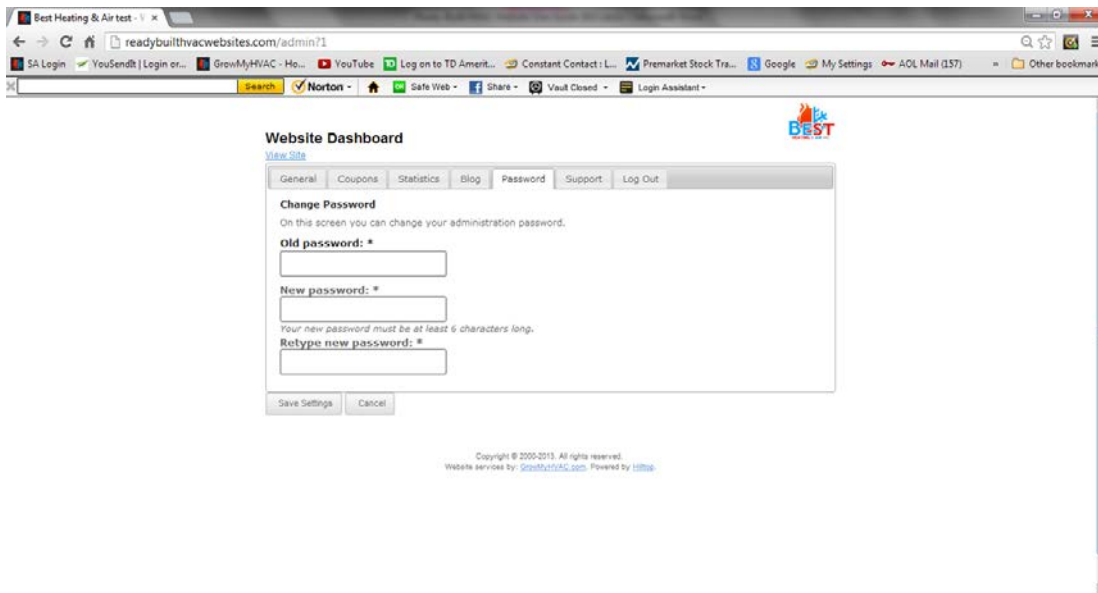 Best Heating & Air test - V
readybuilthvacwebsites.com/admin?1
SA Login YouSendIt | Login or... GrowMyHVAC - Ho... YouTube Log on to TD Amerit... Constant Contact : L... Premarket Stock Tra... Google My Settings AOL Mail (157) » Other bookmark
Search Norton - Safe Web - Share - Vault Closed - Login Assistant -
BEST
Website Dashboard
View Site
General Coupons Statistics Blog Password Support Log Out
Change Password
On this screen you can change your administration password.
Old password: *
New password: *
Your new password must be at least 6 characters long.
Retype new password: *
Save Settings Cancel
Copyright © 2000-2013. All rights reserved.
Website services by: GrowMyHVAC.com. Powered by Hilltop.